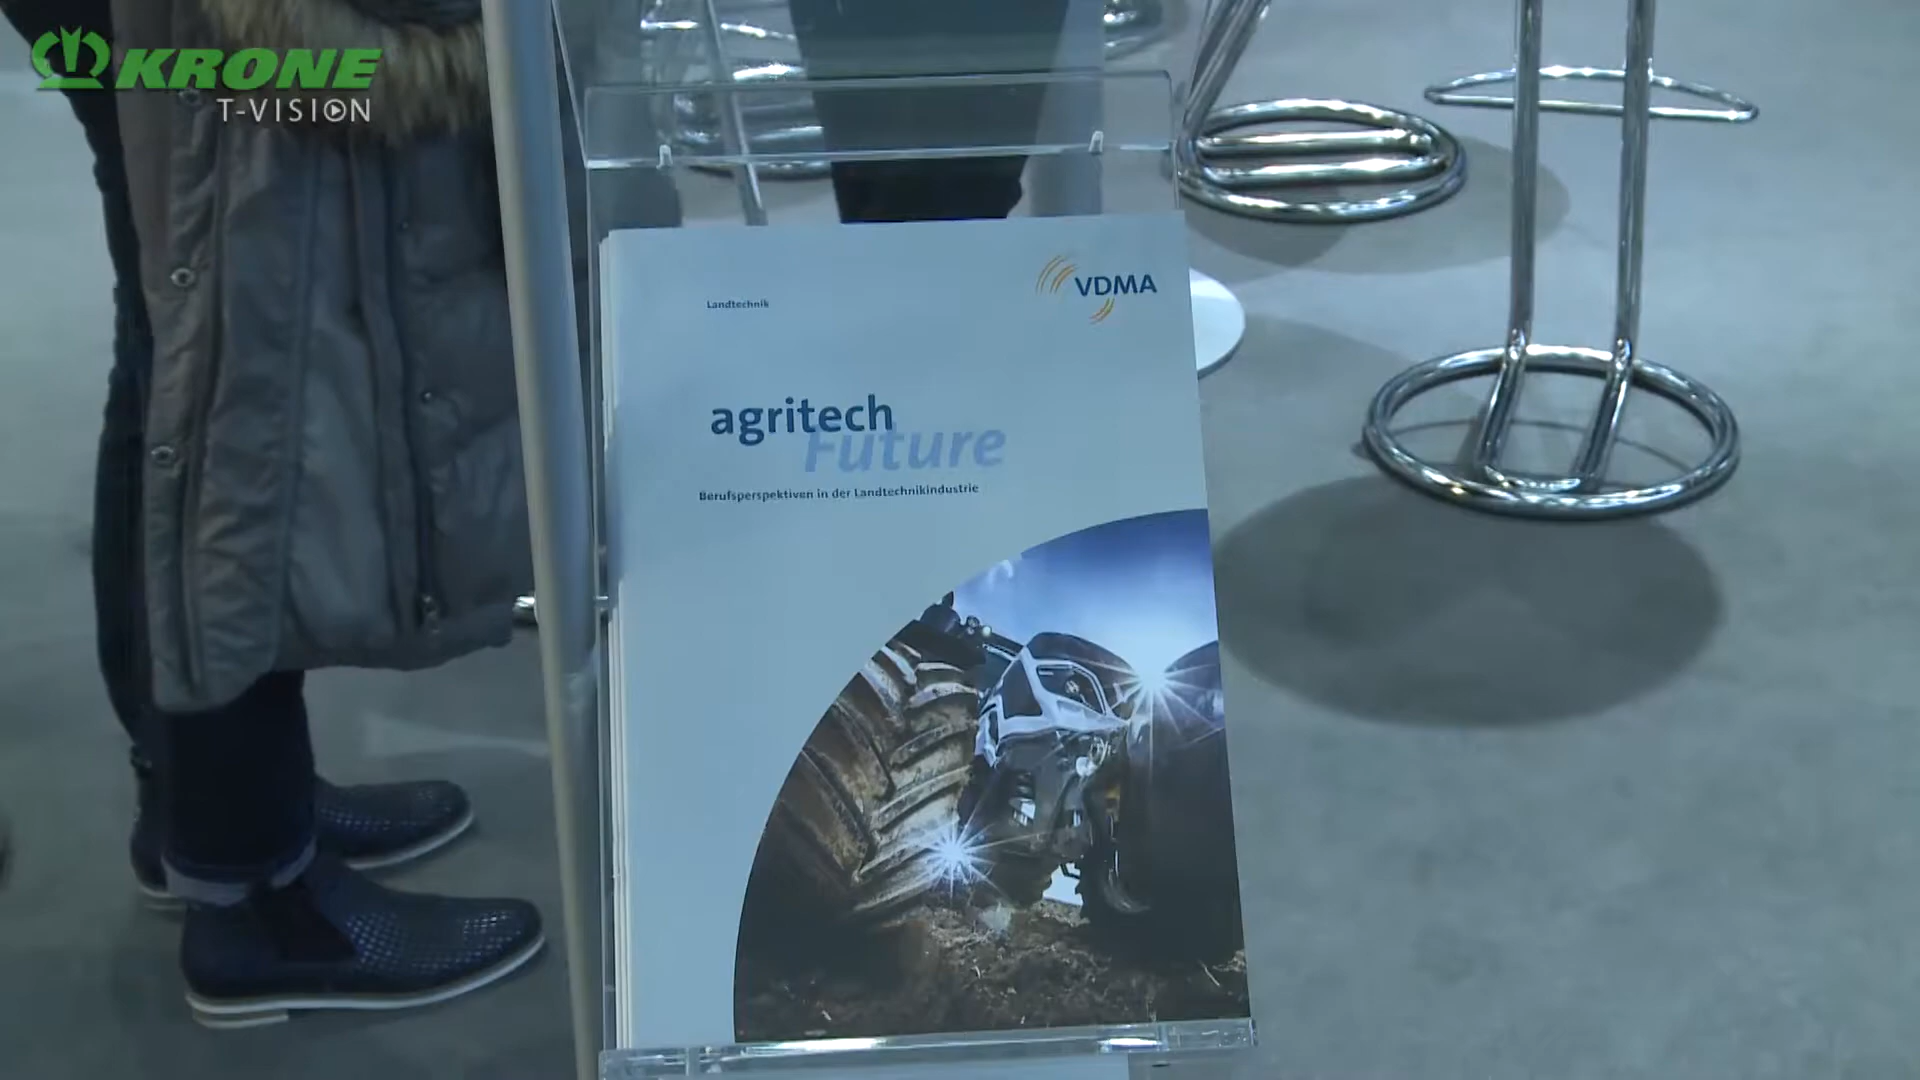 KRONE
T-VISION
Landtechnik
VDMA
agritech
Future
Berufsperspektiven in der Landtechnikindustrie